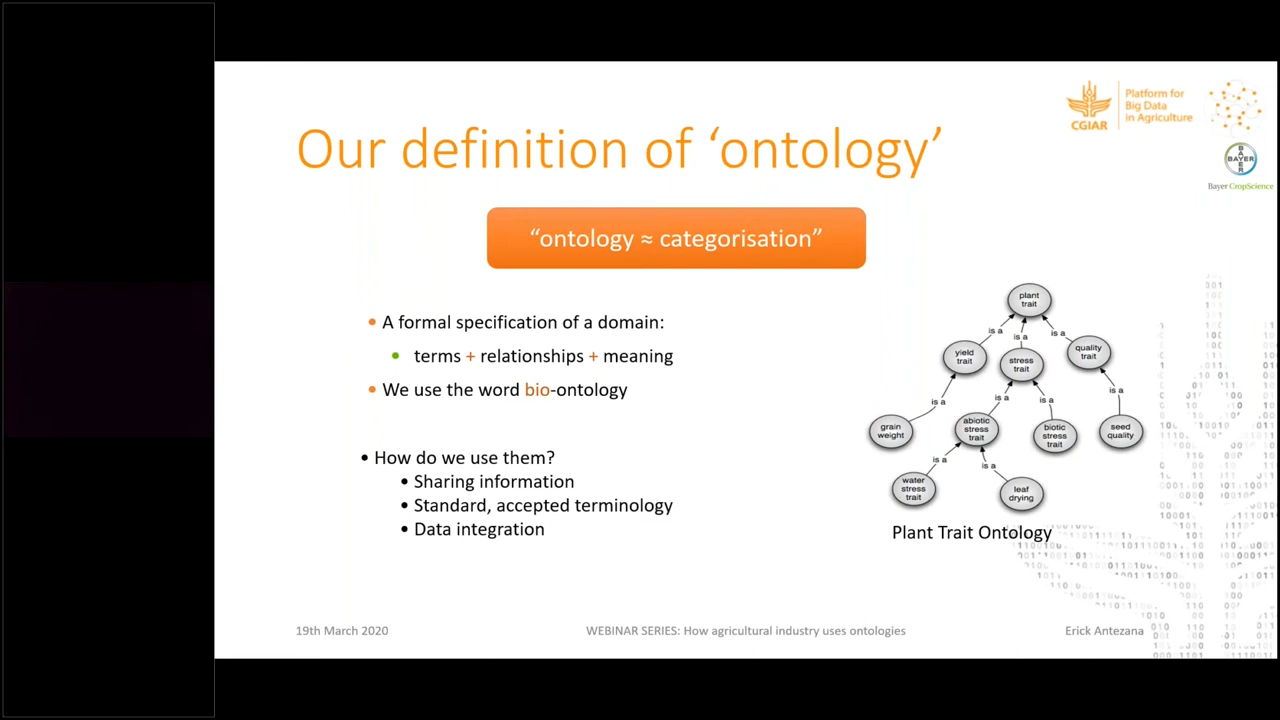 CGIAR
Platform for
Big Data
in Agriculture
BAYER
BAYER
Bayer CropScience
Our definition of ‘ontology’
“ontology ≈ categorisation”
• A formal specification of a domain:
• terms + relationships + meaning
• We use the word bio-ontology
• How do we use them?
• Sharing information
• Standard, accepted terminology
• Data integration
plant
trait
is a
is a
is a
yield
trait
stress
trait
quality
trait
is a
is a
is a
is a
grain
weight
abiotic
stress
trait
biotic
stress
trait
seed
quality
is a
is a
water
stress
trait
leaf
drying
Plant Trait Ontology
19th March 2020
WEBINAR SERIES: How agricultural industry uses ontologies
Erick Antezana